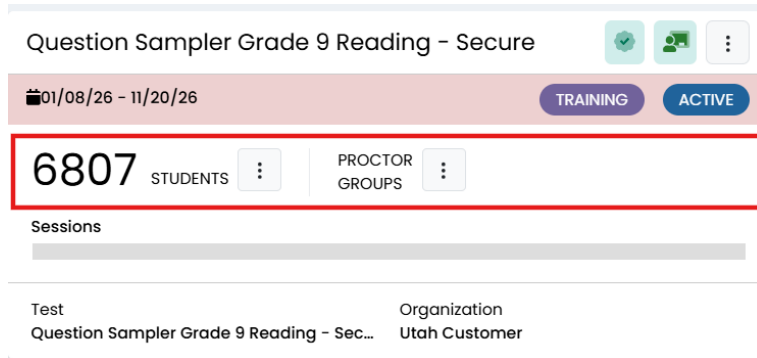 Question Sampler Grade 9 Reading - Secure
01/08/26 - 11/20/26
TRAINING
ACTIVE
6807 STUDENTS
PROCTOR
GROUPS
Sessions
Test
Question Sampler Grade 9 Reading - Sec...
Organization
Utah Customer